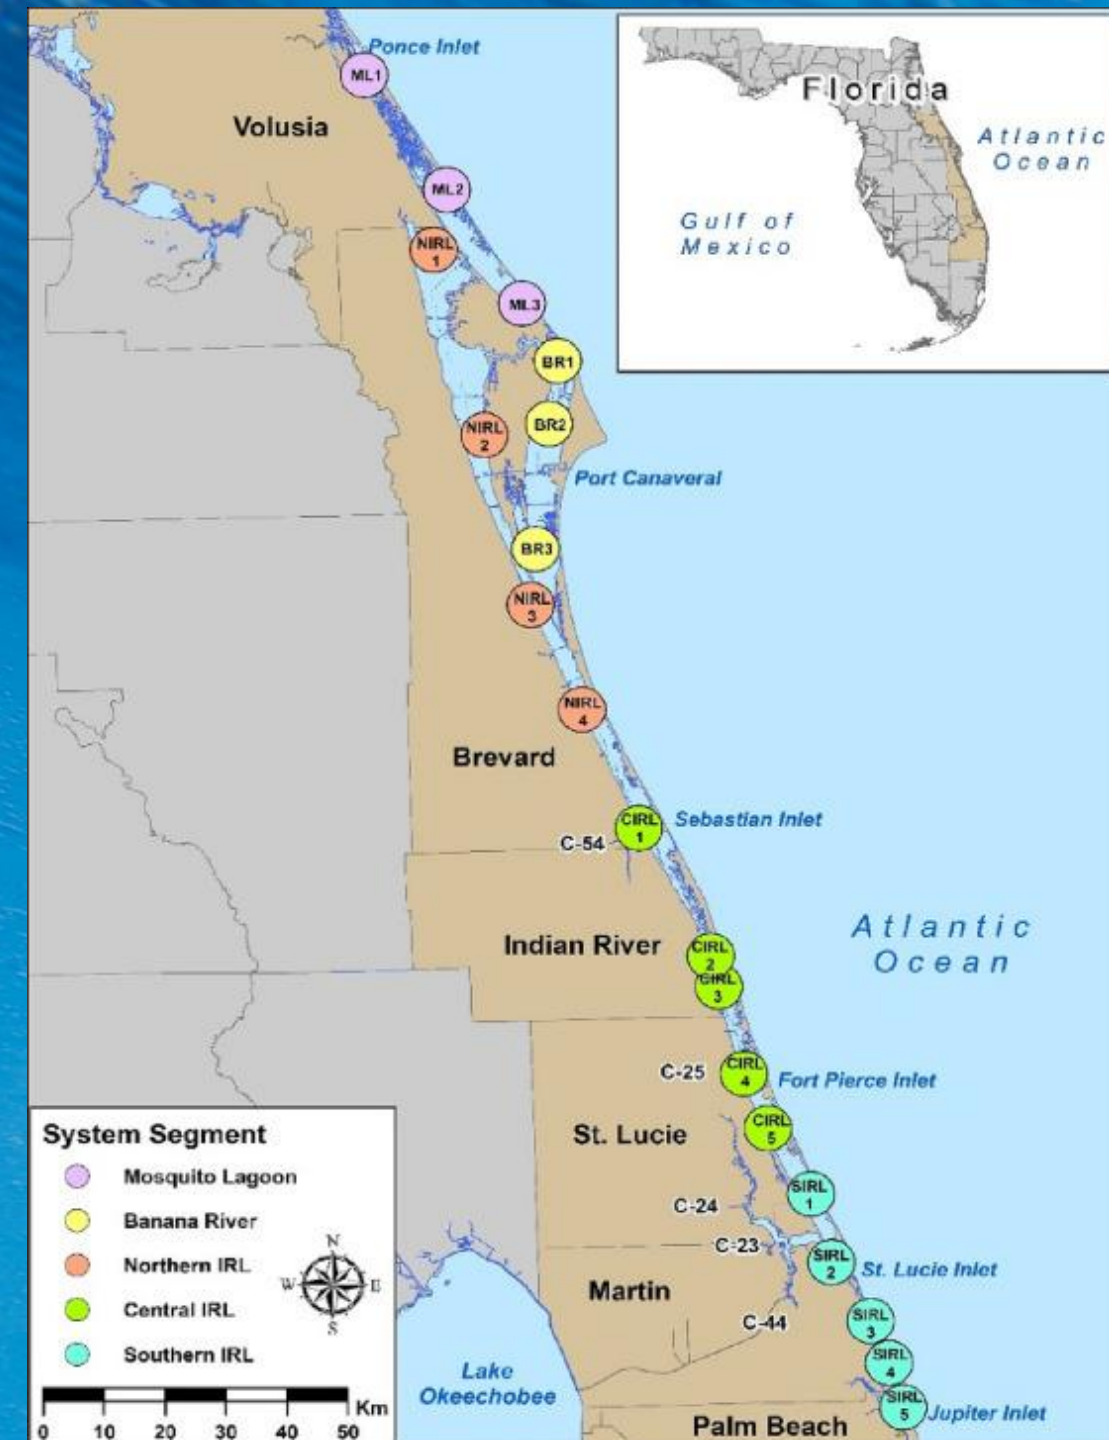 Ponce Inlet
ML1
Volusia
ML2
NIRL
1
ML3
BR1
NIRL
2
BR2
Port Canaveral
BR3
NIRL
3
NIRL
4
Brevard
CIRL
1
Sebastian Inlet
C-54
Indian River
CIRL
2
CIRL
3
Atlantic
Ocean
C-25
CIRL
4
Fort Pierce Inlet
St. Lucie
CIRL
5
C-24
SIRL
1
C-23
SIRL
2
St. Lucie Inlet
Martin
C-44
SIRL
3
SIRL
4
SIRL
5
Jupiter Inlet
Lake
Okeechobee
Palm Beach
Florida
Atlantic
Ocean
Gulf of
Mexico
System Segment
Mosquito Lagoon
Banana River
Northern IRL
Central IRL
Southern IRL
N
W E
S
Km
0 10 20 30 40 50